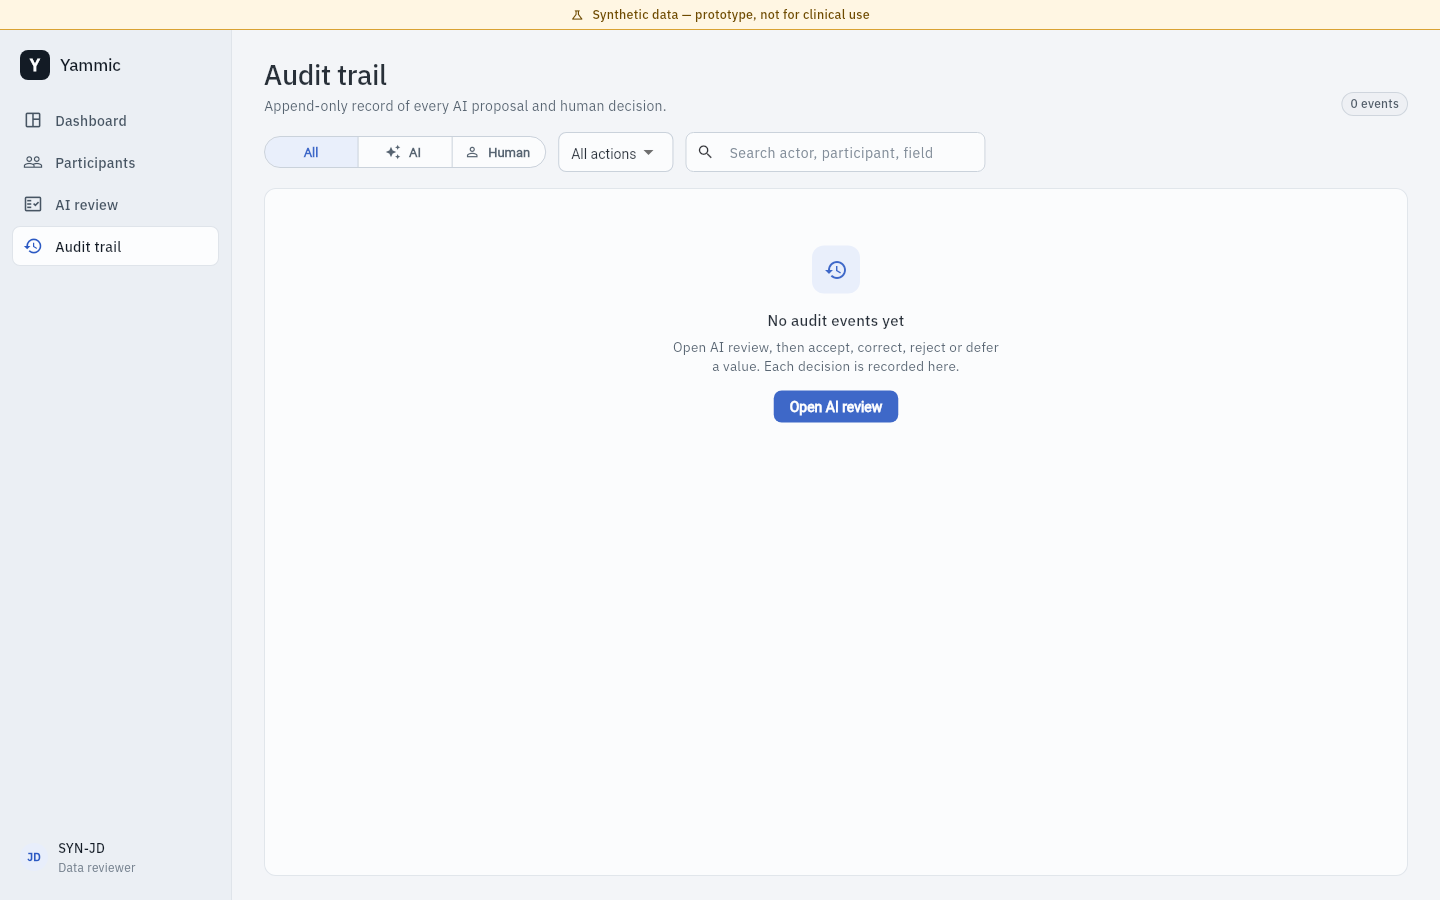 Synthetic data — prototype, not for clinical use
Y
Yammic
Dashboard
Participants
AI review
Audit trail
Audit trail
Append-only record of every AI proposal and human decision.
0 events
All
AI
Human
All actions
Search actor, participant, field
No audit events yet
Open AI review, then accept, correct, reject or defer
a value. Each decision is recorded here.
Open AI review
JD
SYN-JD
Data reviewer